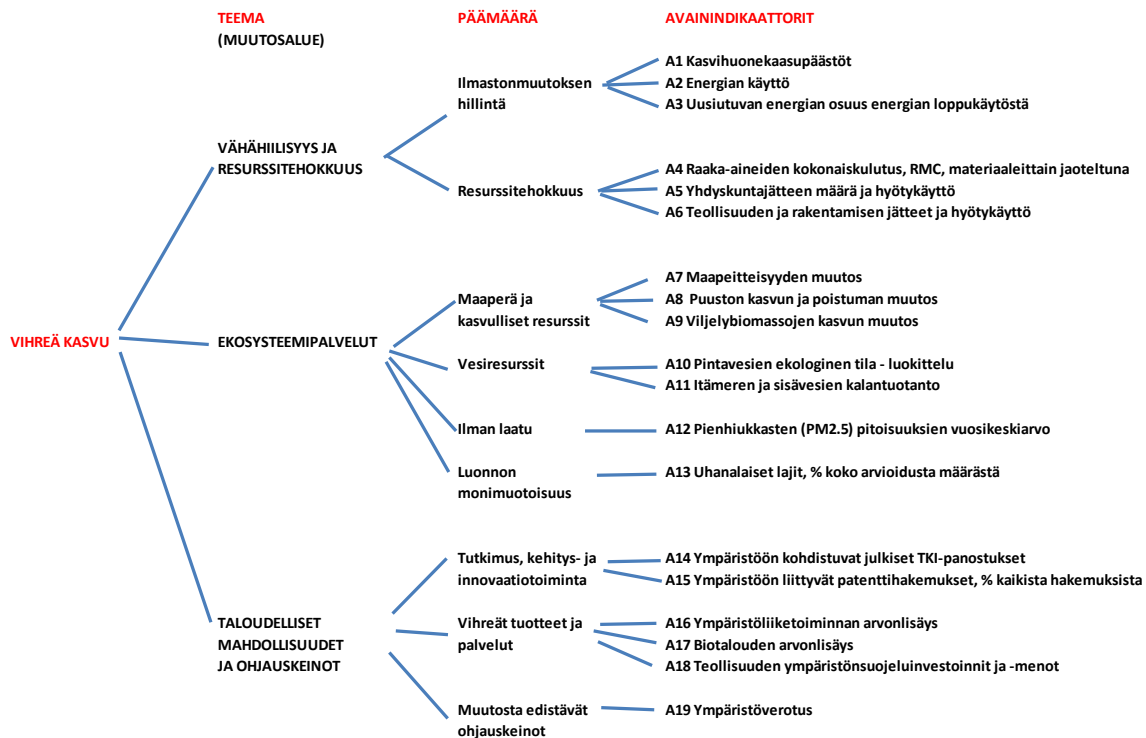 TEEMA
(MUUTOSALUE)
PÄÄMÄÄRÄ
AVAININDIKAATTORIT
VIHREÄ KASVU
VÄHÄHIILISYYS JA
RESURSSITEHOKKUUS
Ilmastonmuutoksen
hillintä
A1 Kasvihuonekaasupäästöt
A2 Energian käyttö
A3 Uusiutuvan energian osuus energian loppukäytöstä
Resurssitehokkuus
A4 Raaka-aineiden kokonaiskulutus, RMC, materiaaleittain jaoteltuna
A5 Yhdyskuntajätteen määrä ja hyötykäyttö
A6 Teollisuuden ja rakentamisen jätteet ja hyötykäyttö
EKOSYSTEEMIPALVELUT
Maaperä ja
kasvulliset resurssit
A7 Maapeitteisyyden muutos
A8 Puuston kasvun ja poistuman muutos
A9 Viljelybiomassojen kasvun muutos
Vesiresurssit
A10 Pintavesien ekologinen tila - luokittelu
A11 Itämeren ja sisävesien kalantuotanto
Ilman laatu
A12 Pienhiukkasten (PM2.5) pitoisuuksien vuosikeskiarvo
Luonnon
monimuotoisuus
A13 Uhanalaiset lajit, % koko arvioidusta määrästä
TALOUDELLISET
MAHDOLLISUUDET
JA OHJAUSKEINOT
Tutkimus, kehitys- ja
innovaatiotoiminta
A14 Ympäristöön kohdistuvat julkiset TKI-panostukset
A15 Ympäristöön liittyvät patenttihakemukset, % kaikista hakemuksista
Vihreät tuotteet ja
palvelut
A16 Ympäristöliiketoiminnan arvonlisäys
A17 Biotalouden arvonlisäys
A18 Teollisuuden ympäristönsuojeluinvestoinnit ja -menot
Muutosta edistävät
ohjauskeinot
A19 Ympäristöverotus